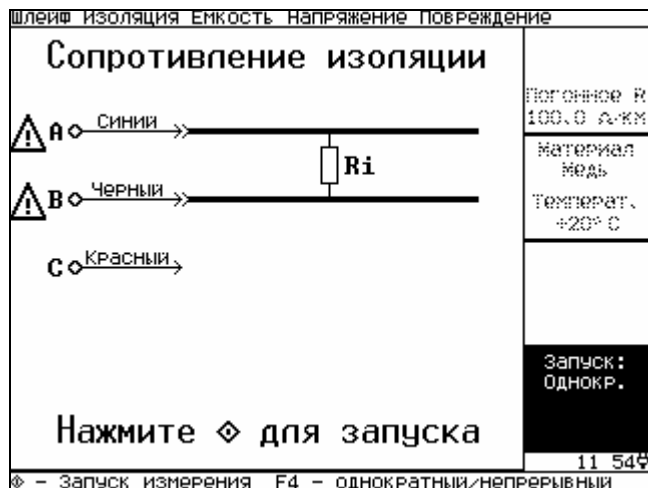 Шлейф Изоляция Емкость Напряжение Повреждение
Сопротивление изоляции
Погонное R
100.0 Ω/км
A Синий
Материал
Медь
Ri
B Черный
Температ.
+20° C
C Красный
Запуск:
Однокр.
Нажмите для запуска
11 54
- Запуск измерения F4 - однократный/непрерывный